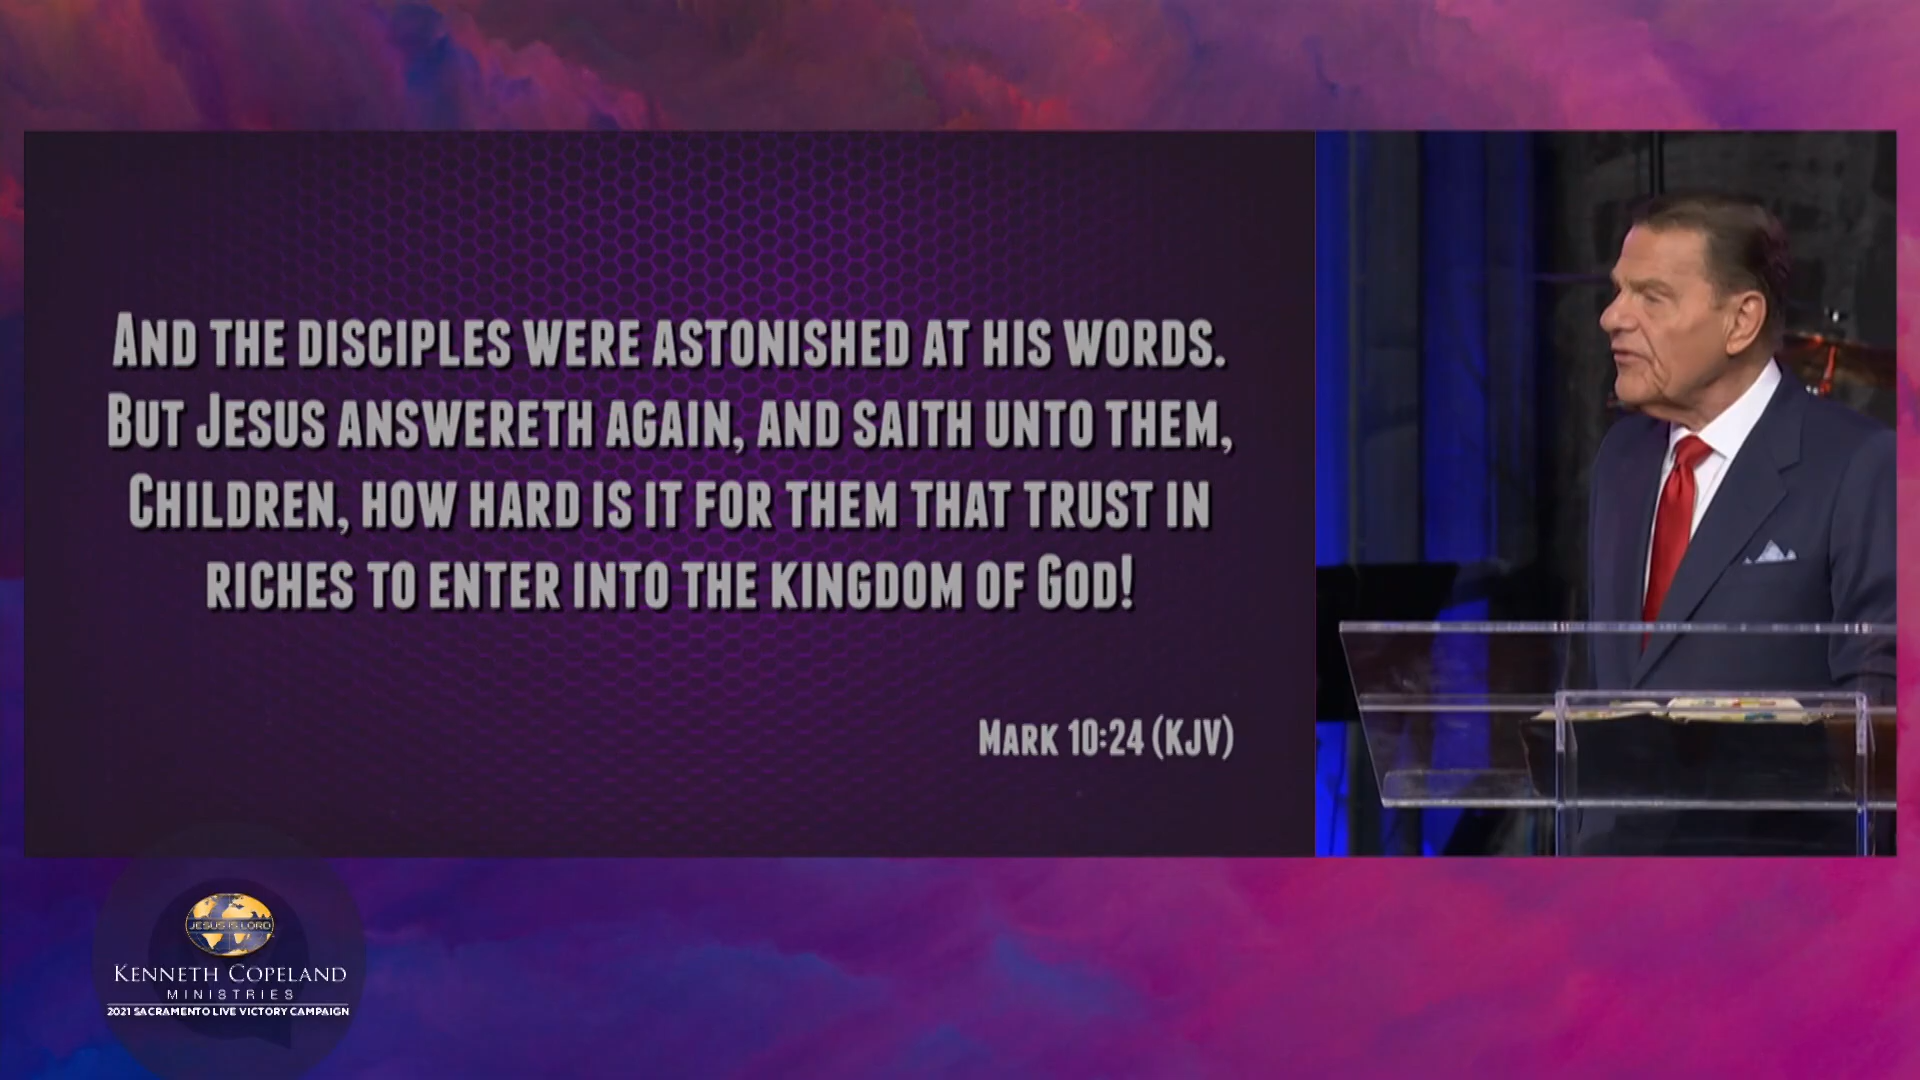 And the disciples were astonished at his words.
But Jesus answereth again, and saith unto them,
Children, how hard is it for them that trust in
riches to enter into the kingdom of God!
Mark 10:24 (KJV)
JESUS IS LORD
Kenneth Copeland
MINISTRIES
2021 SACRAMENTO LIVE VICTORY CAMPAIGN